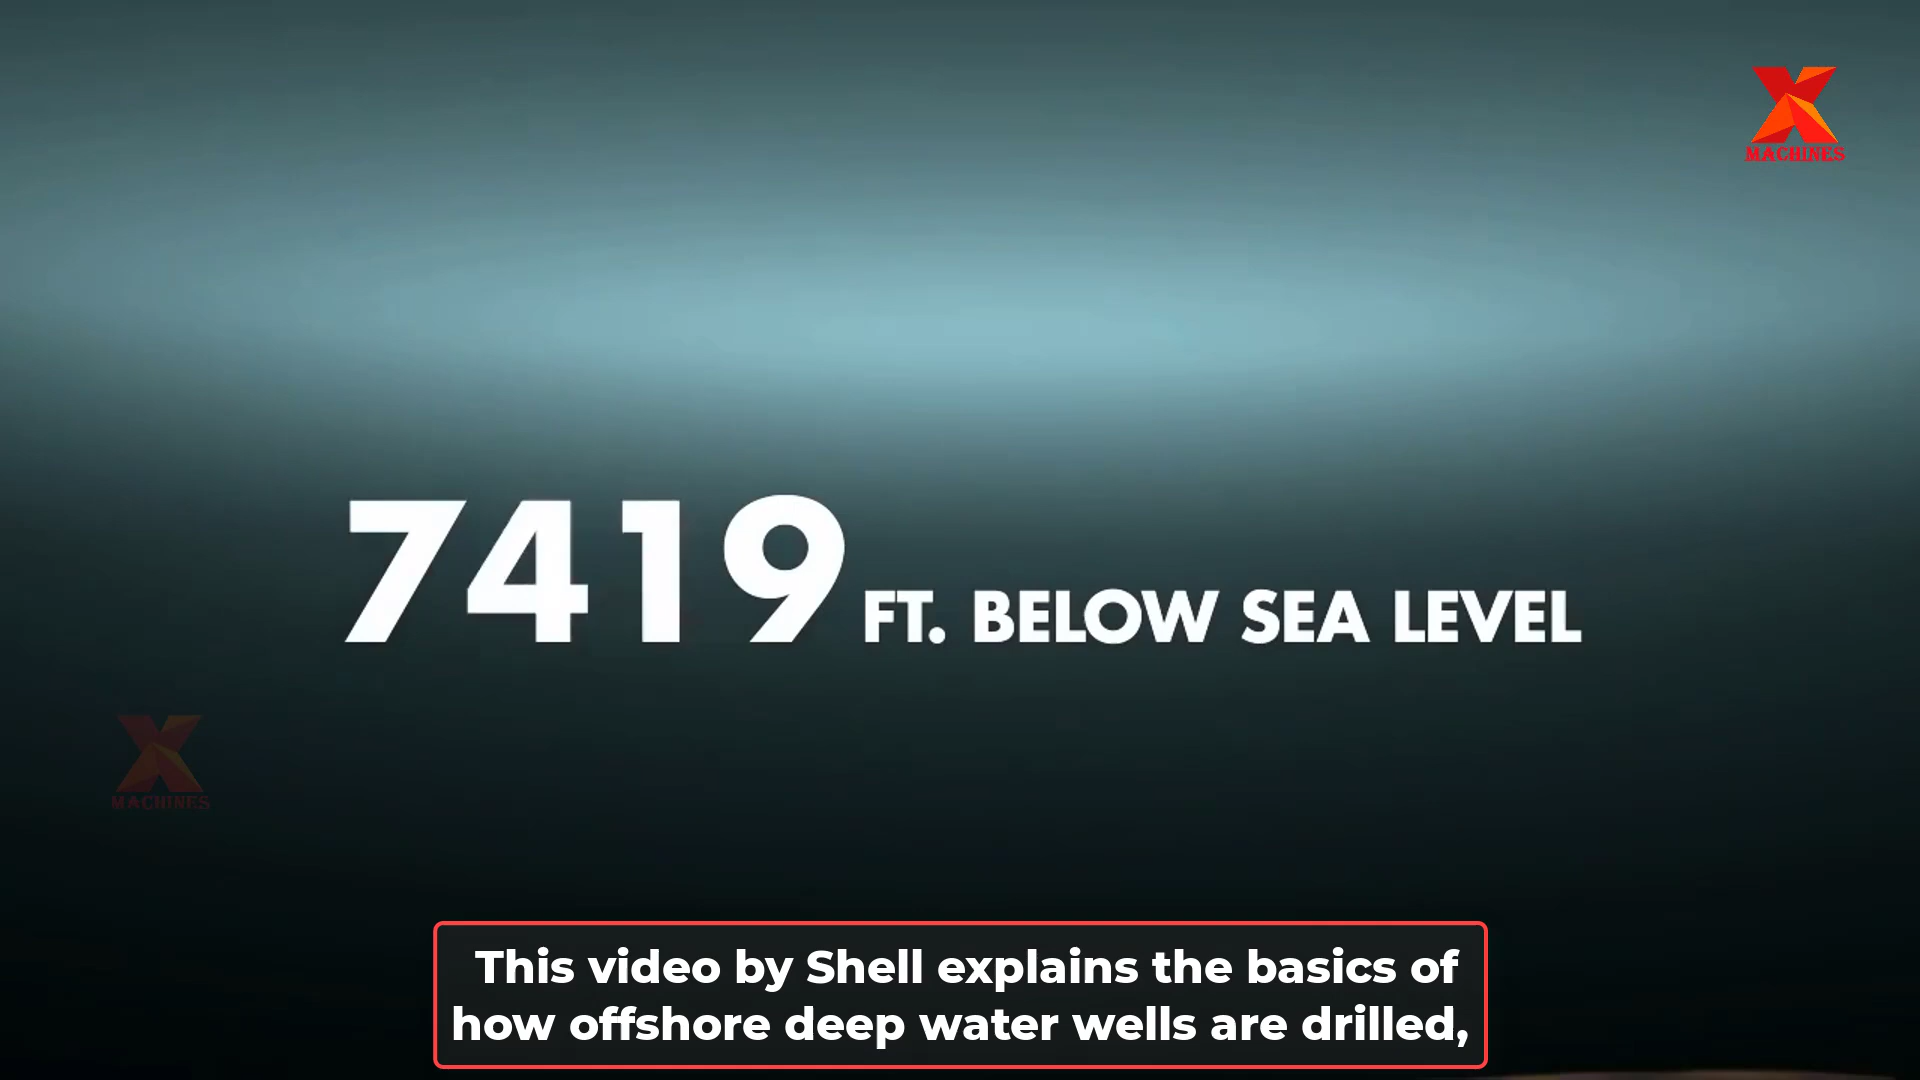 MACHINES
7419 FT. BELOW SEA LEVEL
MACHINES
This video by Shell explains the basics of
how offshore deep water wells are drilled,